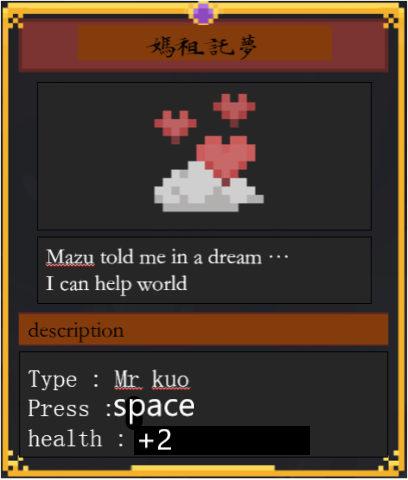 媽祖託夢
Mazu told me in a dream ⋯
I can help world
description
Type : Mr kuo
Press :space
health : +2